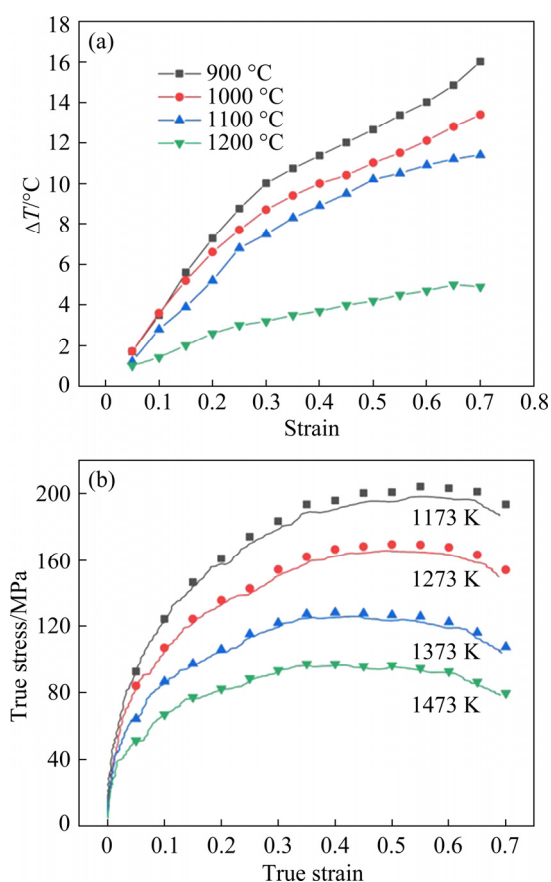 (a)
18
16
14
12
10
8
6
4
2
0
ΔT/°C
900 °C
1000 °C
1100 °C
1200 °C
0 0.1 0.2 0.3 0.4 0.5 0.6 0.7 0.8
Strain
(b)
200
160
120
80
40
0
True stress/MPa
1173 K
1273 K
1373 K
1473 K
0 0.1 0.2 0.3 0.4 0.5 0.6 0.7
True strain